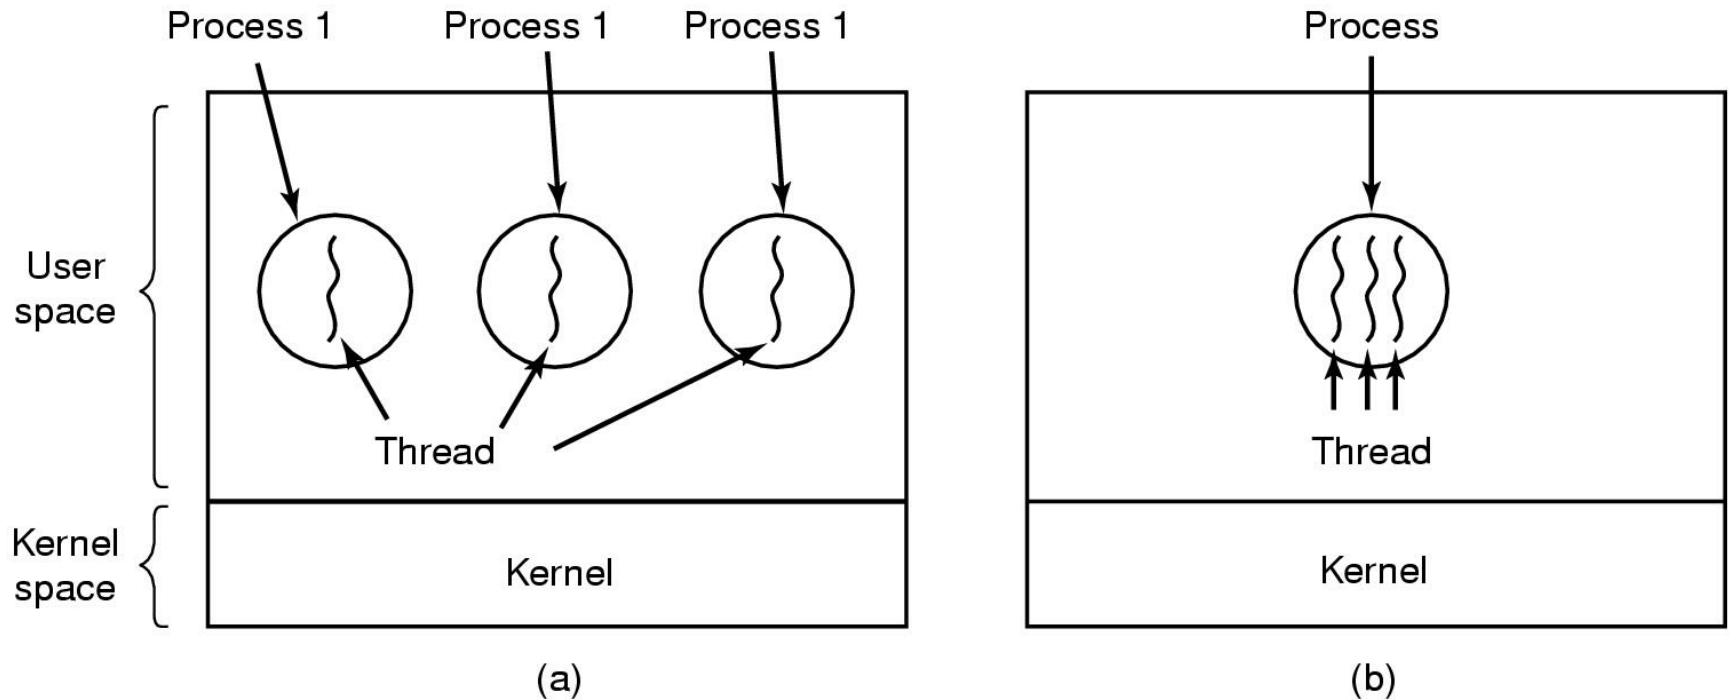 Process 1
Process 1
Process 1
Process
User
space
Thread
Thread
Kernel
space
Kernel
Kernel
(a)
(b)